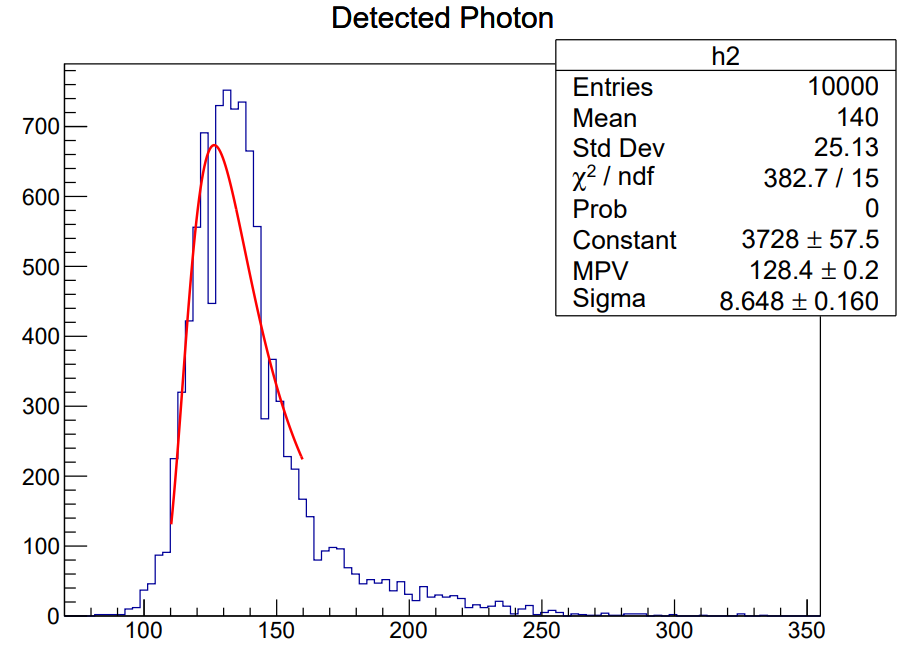 Detected Photon
h2
Entries 10000
Mean 140
Std Dev 25.13
χ² / ndf 382.7 / 15
Prob 0
Constant 3728 ± 57.5
MPV 128.4 ± 0.2
Sigma 8.648 ± 0.160
700
600
500
400
300
200
100
0
100 150 200 250 300 350